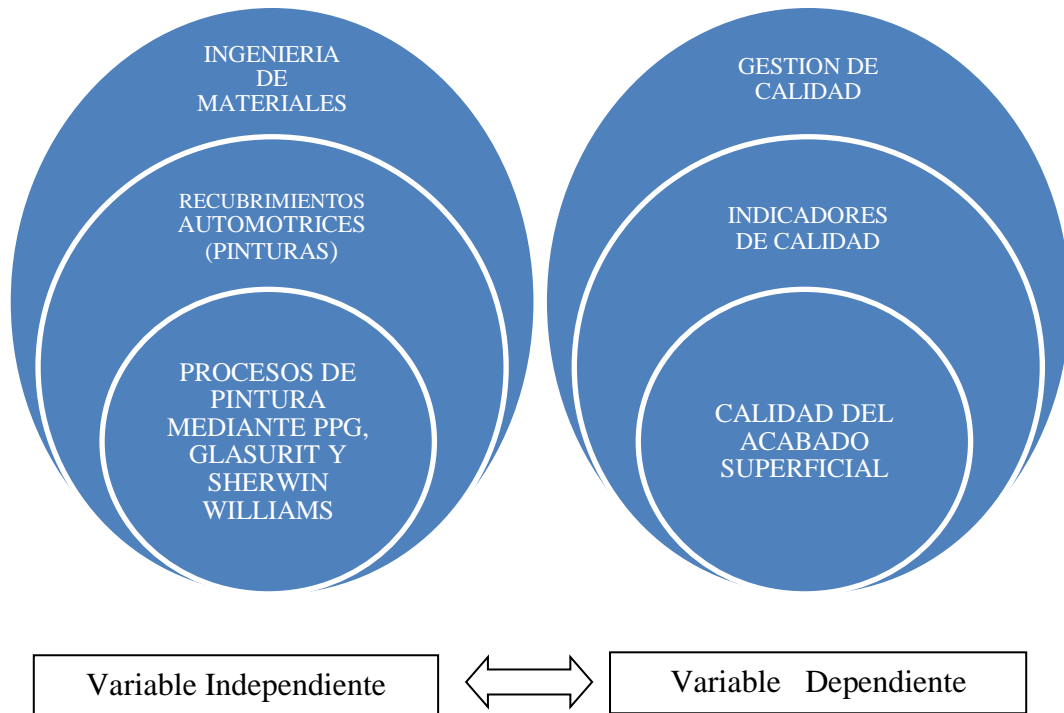 INGENIERIA
DE
MATERIALES
RECUBRIMIENTOS
AUTOMOTRICES
(PINTURAS)
PROCESOS DE
PINTURA
MEDIANTE PPG,
GLASURIT Y
SHERWIN
WILLIAMS
GESTION DE
CALIDAD
INDICADORES
DE CALIDAD
CALIDAD DEL
ACABADO
SUPERFICIAL
Variable Independiente
Variable Dependiente